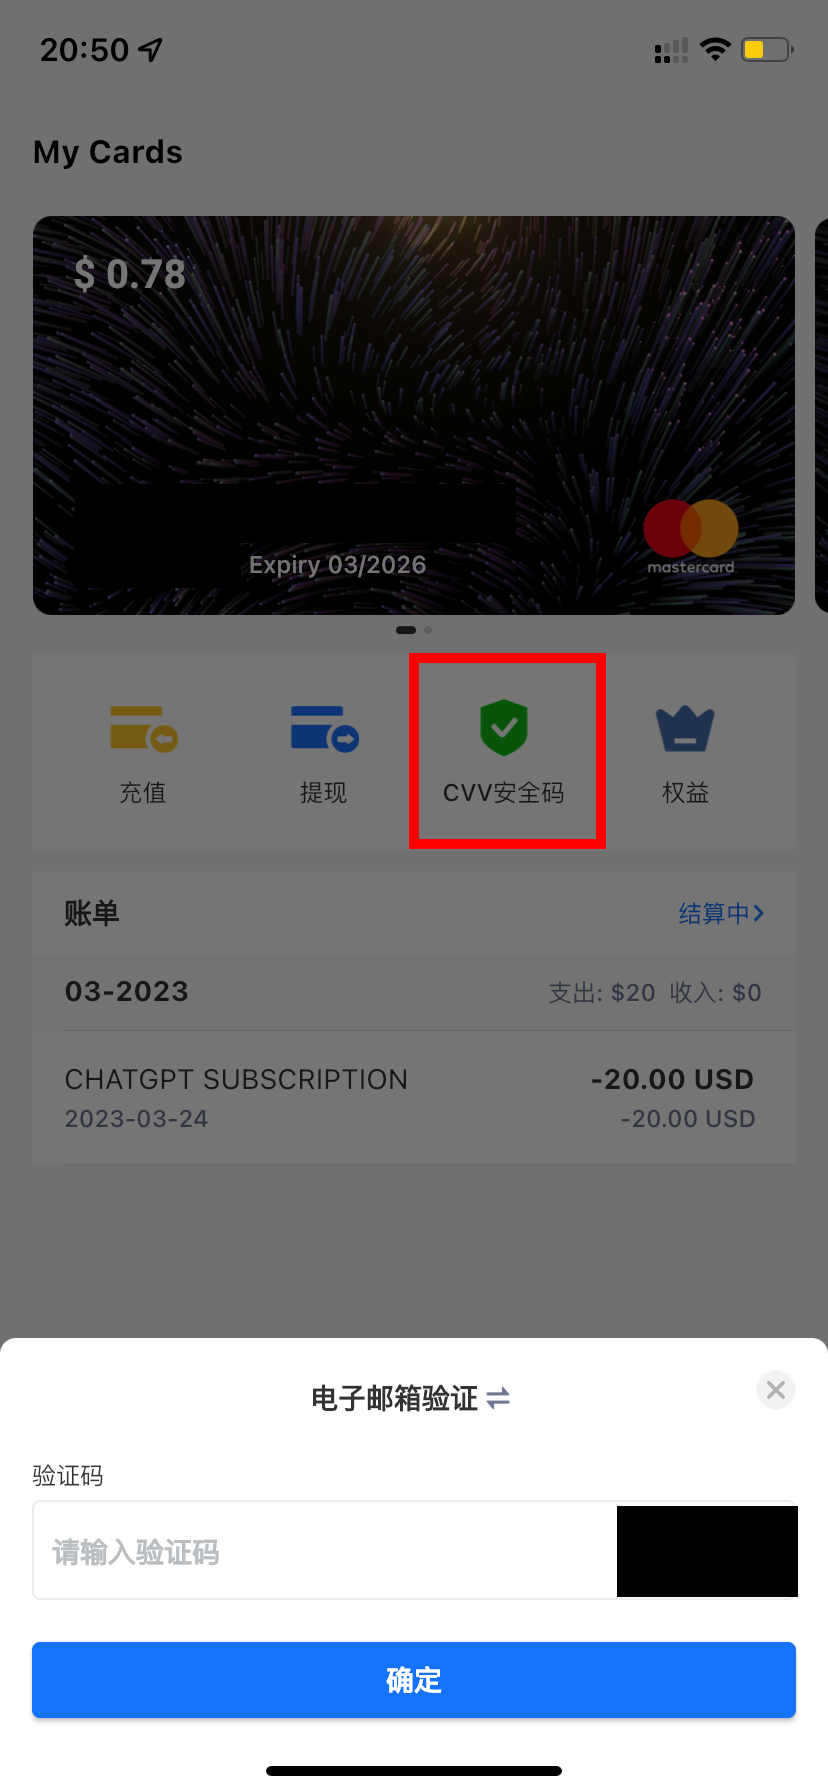 20:50
My Cards
$ 0.78
Expiry 03/2026
mastercard
充值
提现
CVV安全码
权益
账单
结算中
03-2023
支出: $20 收入: $0
CHATGPT SUBSCRIPTION
-20.00 USD
2023-03-24
-20.00 USD
电子邮箱验证
验证码
请输入验证码
确定